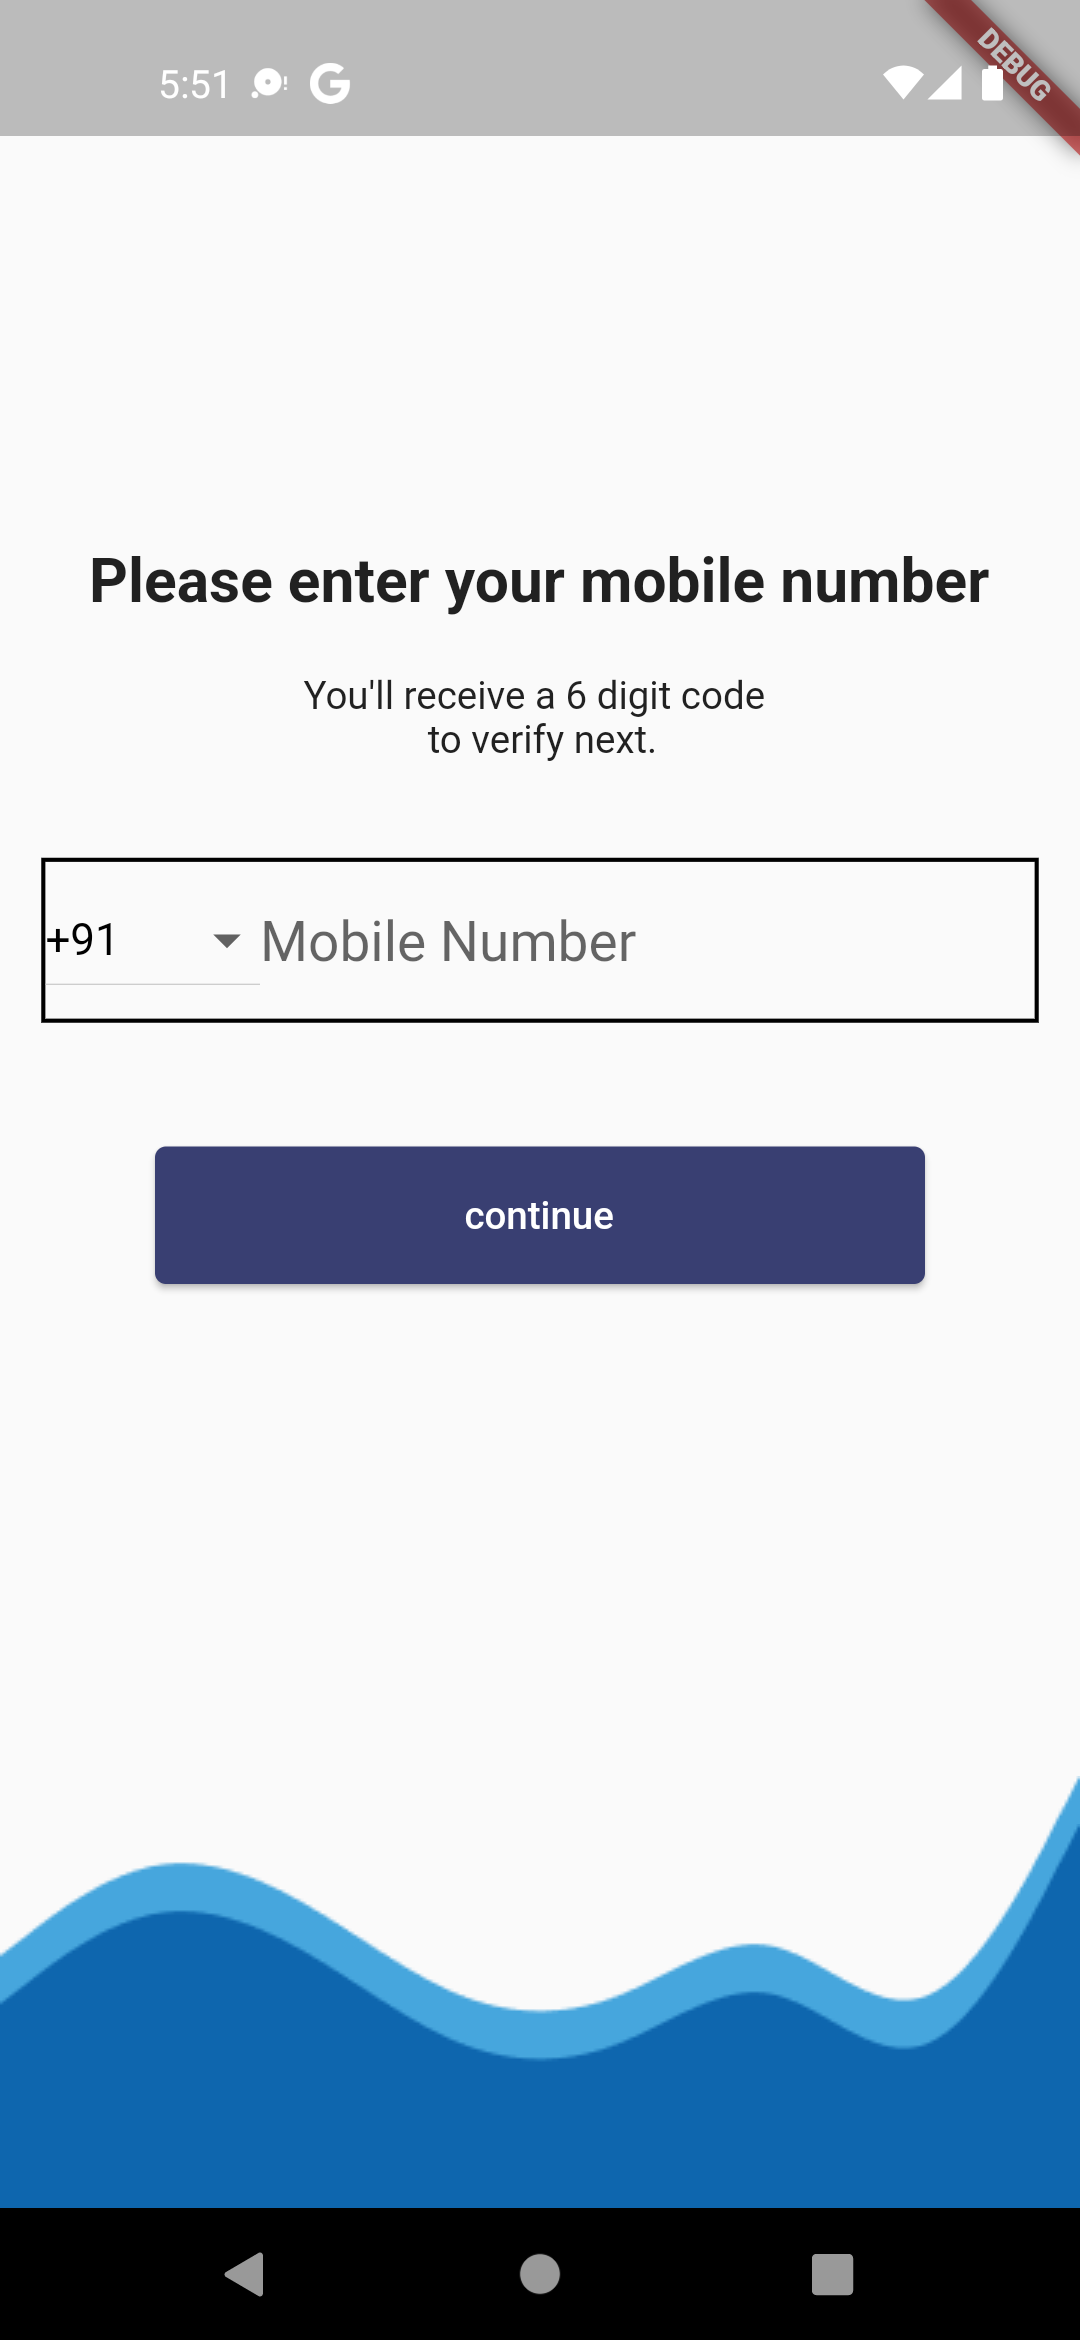 5:51
DEBUG
Please enter your mobile number
You'll receive a 6 digit code
to verify next.
+91 Mobile Number
continue